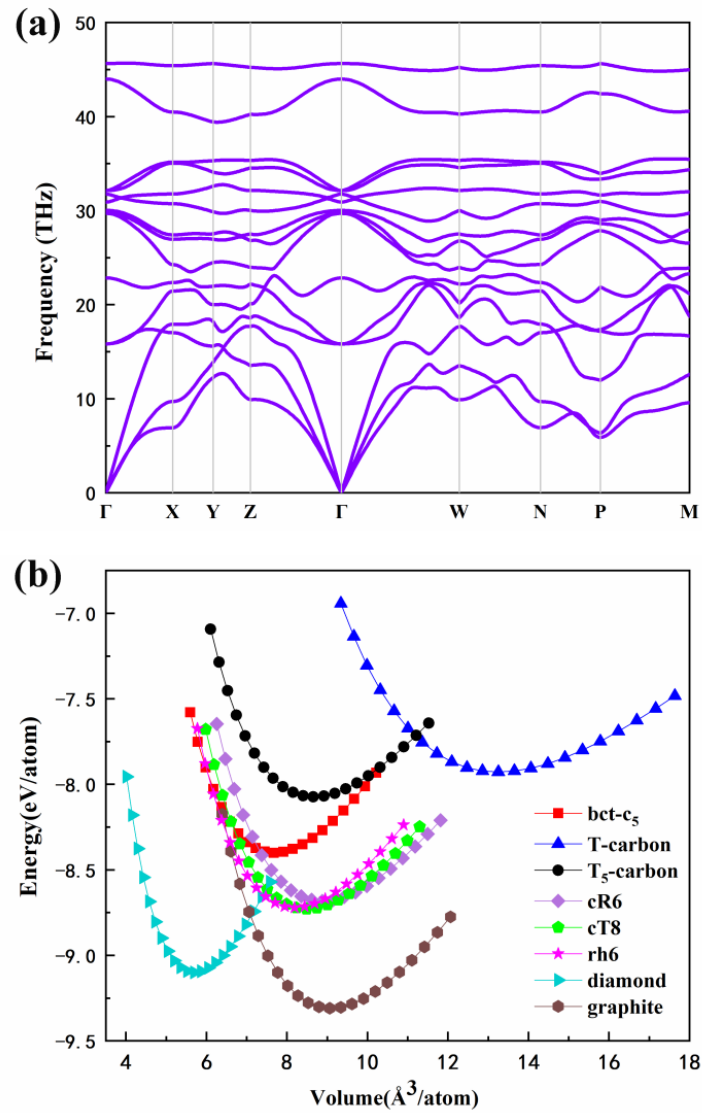 (a)
50
40
30
20
10
0
Frequency (THz)
Γ X Y Z Γ W N P M
(b)
−7.0
−7.5
−8.0
−8.5
−9.0
−9.5
Energy(eV/atom)
bct-c₅
T-carbon
T₅-carbon
cR6
cT8
rh6
diamond
graphite
4 6 8 10 12 14 16 18
Volume(Å³/atom)